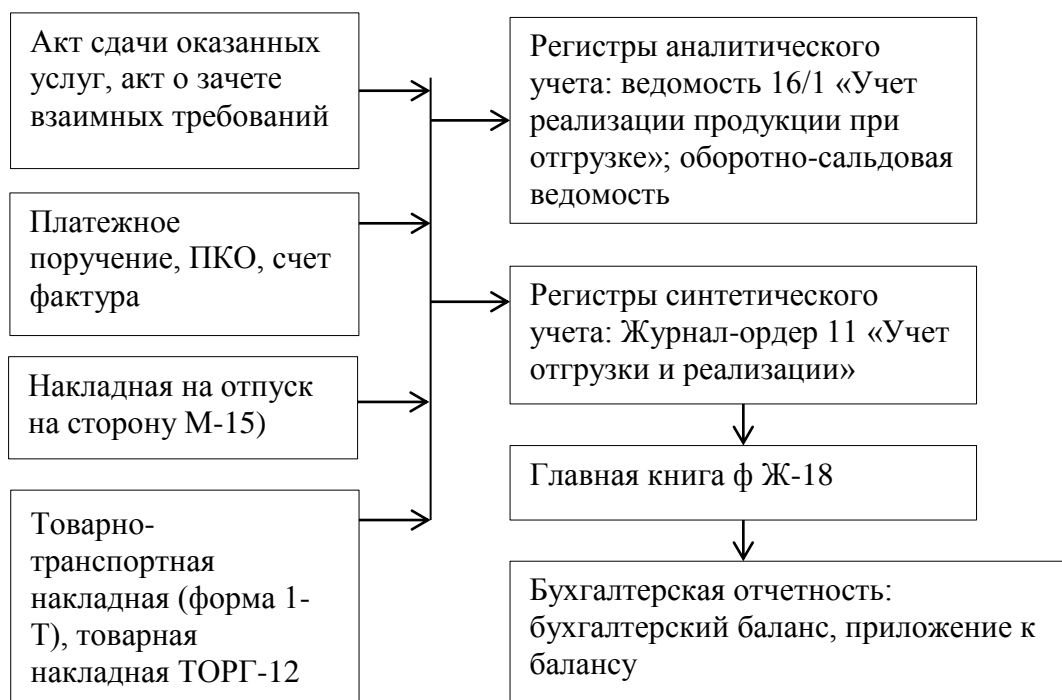 Акт сдачи оказанных
услуг, акт о зачете
взаимных требований
Платежное
поручение, ПКО, счет
фактура
Накладная на отпуск
на сторону М-15)
Товарно-
транспортная
накладная (форма 1-
Т), товарная
накладная ТОРГ-12
Регистры аналитического
учета: ведомость 16/1 «Учет
реализации продукции при
отгрузке»; оборотно-сальдовая
ведомость
Регистры синтетического
учета: Журнал-ордер 11 «Учет
отгрузки и реализации»
Главная книга ф Ж-18
Бухгалтерская отчетность:
бухгалтерский баланс, приложение к
балансу